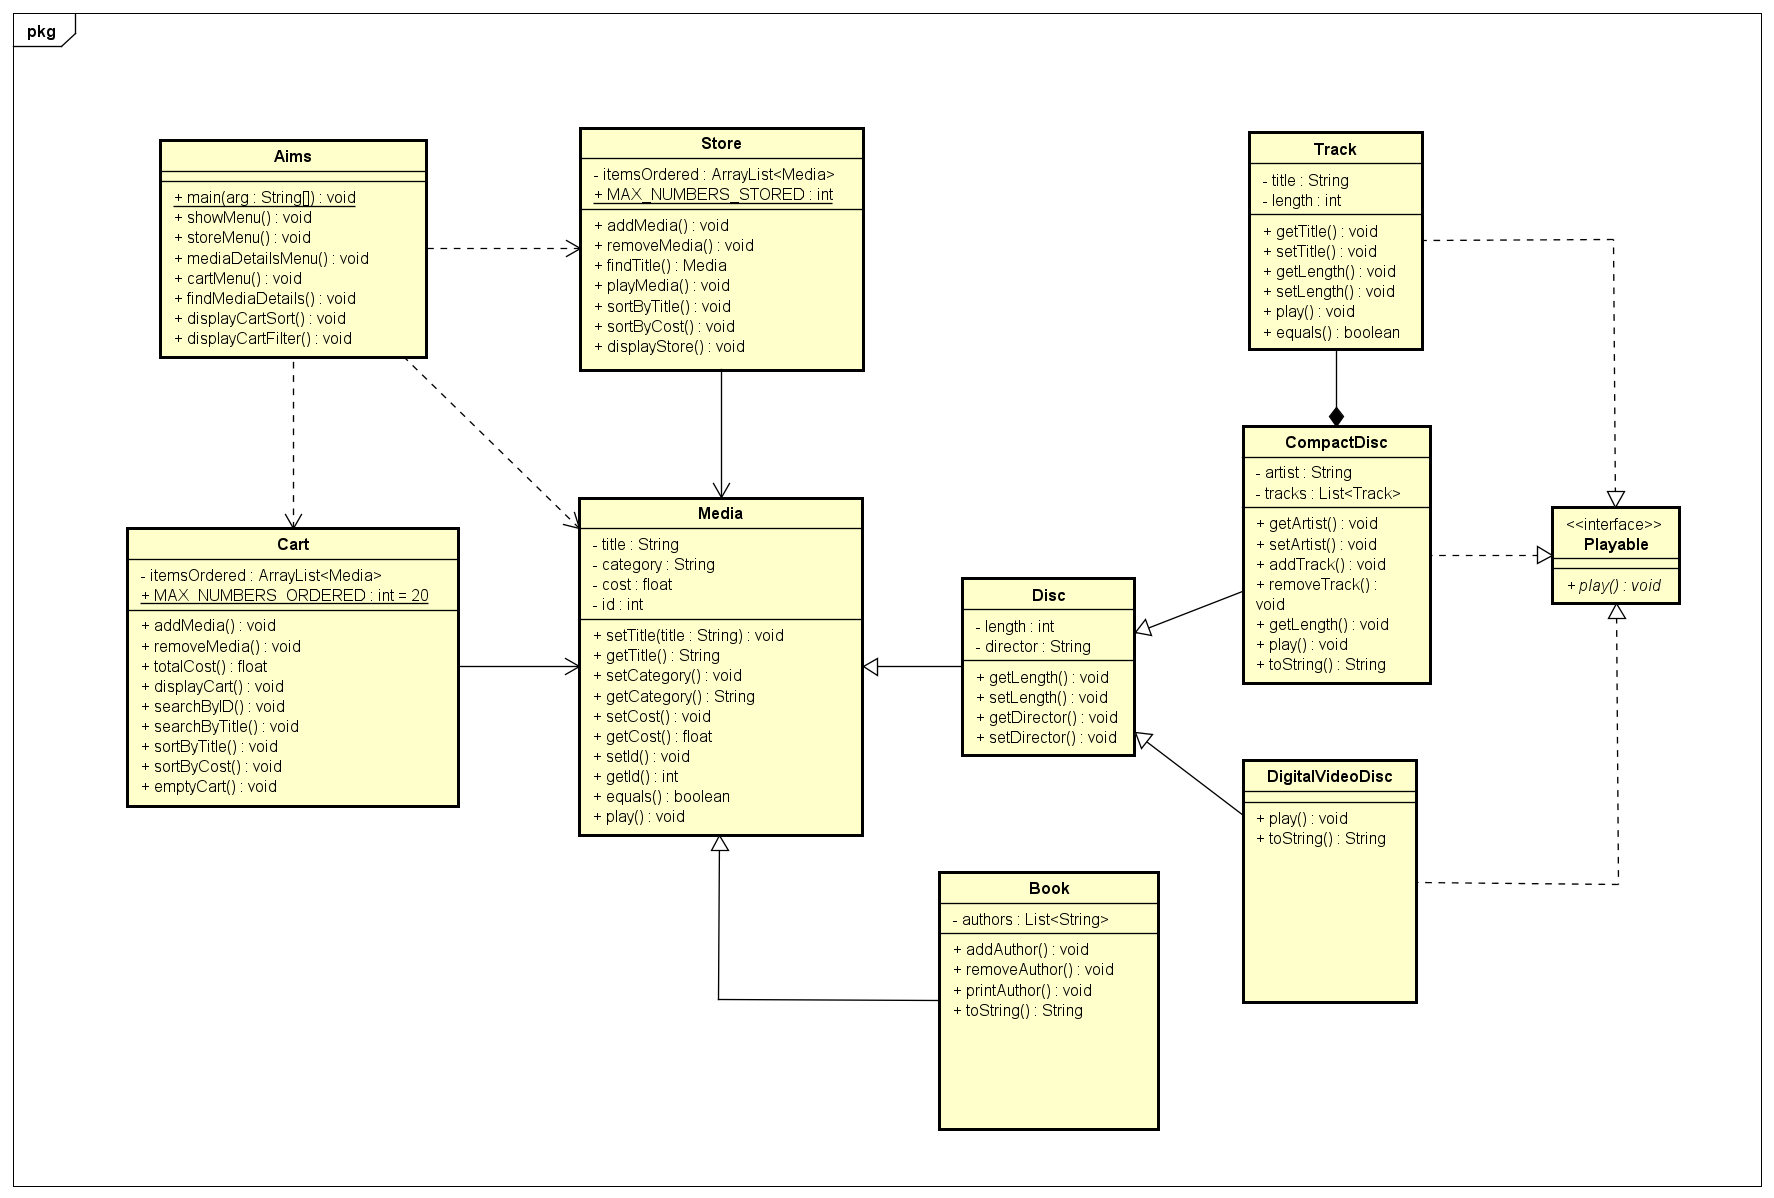 pkg
Aims
+ main(arg : String[]) : void
+ showMenu() : void
+ storeMenu() : void
+ mediaDetailsMenu() : void
+ cartMenu() : void
+ findMediaDetails() : void
+ displayCartSort() : void
+ displayCartFilter() : void
Store
- itemsOrdered : ArrayList<Media>
+ MAX_NUMBERS_STORED : int
+ addMedia() : void
+ removeMedia() : void
+ findTitle() : Media
+ playMedia() : void
+ sortByTitle() : void
+ sortByCost() : void
+ displayStore() : void
Track
- title : String
- length : int
+ getTitle() : void
+ setTitle() : void
+ getLength() : void
+ setLength() : void
+ play() : void
+ equals() : boolean
CompactDisc
- artist : String
- tracks : List<Track>
+ getArtist() : void
+ setArtist() : void
+ addTrack() : void
+ removeTrack() :
void
+ getLength() : void
+ play() : void
+ toString() : String
<<interface>>
Playable
+ play() : void
Cart
- itemsOrdered : ArrayList<Media>
+ MAX_NUMBERS_ORDERED : int = 20
+ addMedia() : void
+ removeMedia() : void
+ totalCost() : float
+ displayCart() : void
+ searchByID() : void
+ searchByTitle() : void
+ sortByTitle() : void
+ sortByCost() : void
+ emptyCart() : void
Media
- title : String
- category : String
- cost : float
- id : int
+ setTitle(title : String) : void
+ getTitle() : String
+ setCategory() : void
+ getCategory() : String
+ setCost() : void
+ getCost() : float
+ setId() : void
+ getId() : int
+ equals() : boolean
+ play() : void
Disc
- length : int
- director : String
+ getLength() : void
+ setLength() : void
+ getDirector() : void
+ setDirector() : void
DigitalVideoDisc
+ play() : void
+ toString() : String
Book
- authors : List<String>
+ addAuthor() : void
+ removeAuthor() : void
+ printAuthor() : void
+ toString() : String